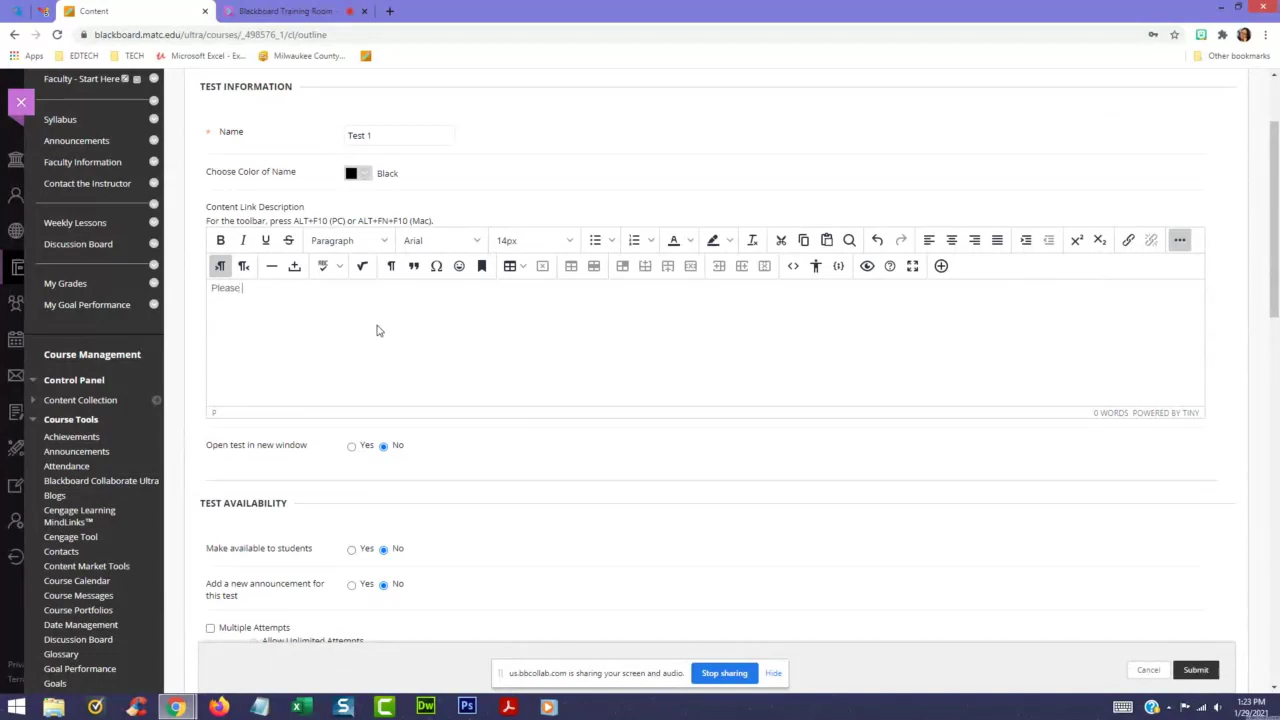 Content
Blackboard Training Room
blackboard.matc.edu/ultra/courses/_498576_1/cl/outline
Apps
EDTECH
TECH
Microsoft Excel - Ex...
Milwaukee County...
Other bookmarks
Faculty - Start Here
Syllabus
Announcements
Faculty Information
Contact the Instructor
Weekly Lessons
Discussion Board
My Grades
My Goal Performance
Course Management
Control Panel
Content Collection
Course Tools
Achievements
Announcements
Attendance
Blackboard Collaborate Ultra
Blogs
Cengage Learning
MindLinks™
Cengage Tool
Contacts
Content Market Tools
Course Calendar
Course Messages
Course Portfolios
Date Management
Discussion Board
Glossary
Goal Performance
Goals
Priv
Tern
TEST INFORMATION
* Name
Test 1
Choose Color of Name
Black
Content Link Description
For the toolbar, press ALT+F10 (PC) or ALT+FN+F10 (Mac).
B I U S Paragraph Arial 14px
Please
P
0 WORDS POWERED BY TINY
Open test in new window
Yes No
TEST AVAILABILITY
Make available to students
Yes No
Add a new announcement for
this test
Yes No
Multiple Attempts
Allow Unlimited Attempts
us.bbcollab.com is sharing your screen and audio.
Stop sharing
Hide
Cancel
Submit
1:23 PM
1/29/2021